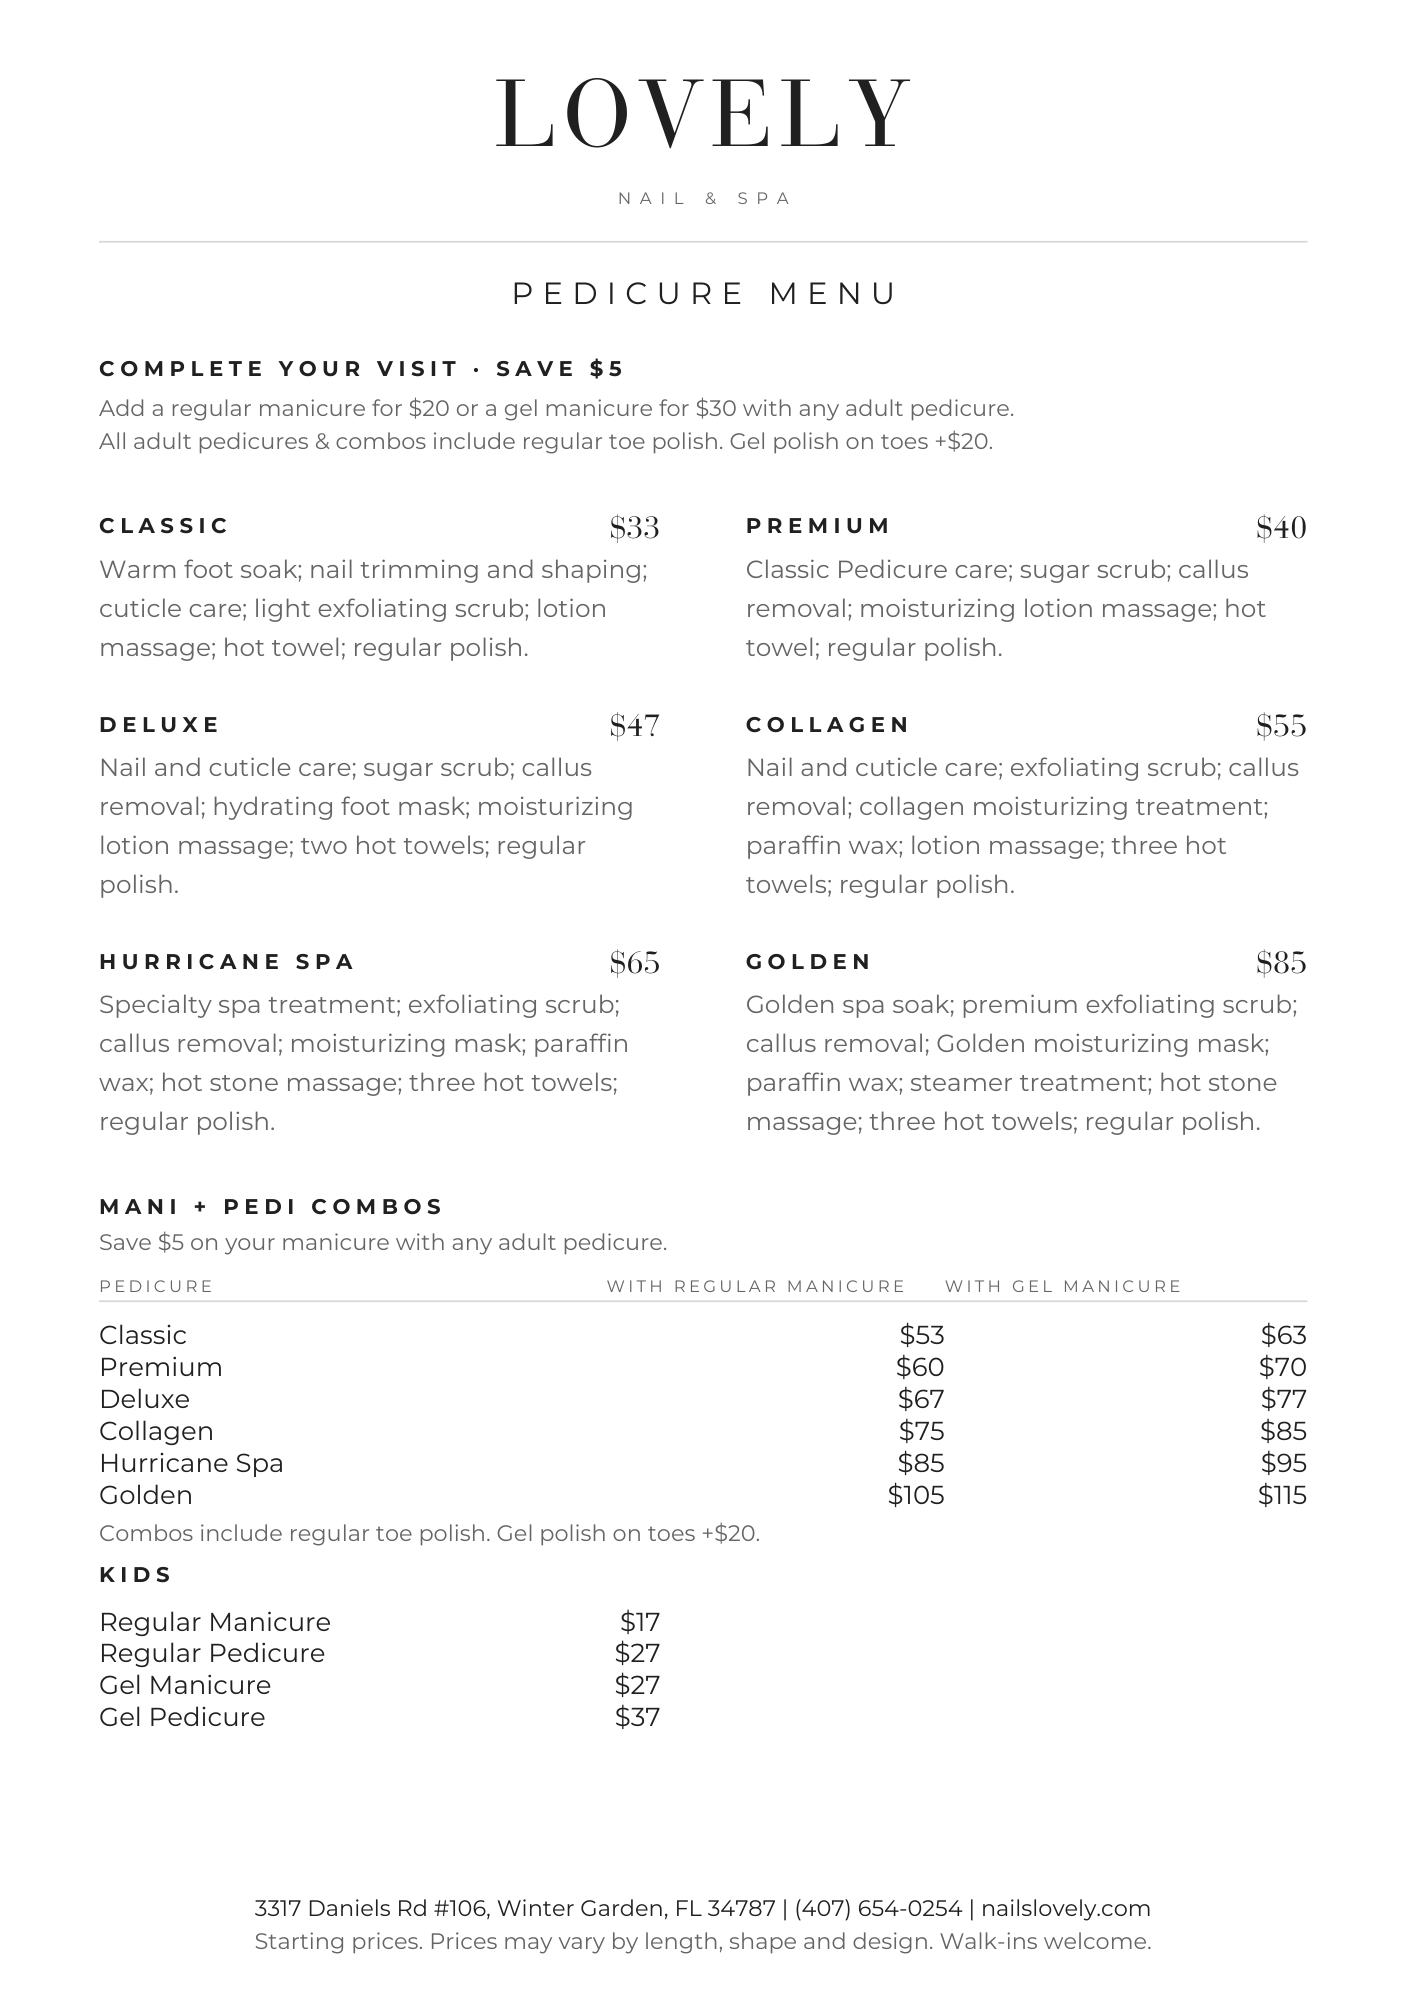 LOVELY
NAIL & SPA
PEDICURE MENU
COMPLETE YOUR VISIT · SAVE $5
Add a regular manicure for $20 or a gel manicure for $30 with any adult pedicure.
All adult pedicures & combos include regular toe polish. Gel polish on toes +$20.
CLASSIC $33
Warm foot soak; nail trimming and shaping;
cuticle care; light exfoliating scrub; lotion
massage; hot towel; regular polish.
PREMIUM $40
Classic Pedicure care; sugar scrub; callus
removal; moisturizing lotion massage; hot
towel; regular polish.
DELUXE $47
Nail and cuticle care; sugar scrub; callus
removal; hydrating foot mask; moisturizing
lotion massage; two hot towels; regular
polish.
COLLAGEN $55
Nail and cuticle care; exfoliating scrub; callus
removal; collagen moisturizing treatment;
paraffin wax; lotion massage; three hot
towels; regular polish.
HURRICANE SPA $65
Specialty spa treatment; exfoliating scrub;
callus removal; moisturizing mask; paraffin
wax; hot stone massage; three hot towels;
regular polish.
GOLDEN $85
Golden spa soak; premium exfoliating scrub;
callus removal; Golden moisturizing mask;
paraffin wax; steamer treatment; hot stone
massage; three hot towels; regular polish.
MANI + PEDI COMBOS
Save $5 on your manicure with any adult pedicure.
PEDICURE WITH REGULAR MANICURE WITH GEL MANICURE
Classic $53 $63
Premium $60 $70
Deluxe $67 $77
Collagen $75 $85
Hurricane Spa $85 $95
Golden $105 $115
Combos include regular toe polish. Gel polish on toes +$20.
KIDS
Regular Manicure $17
Regular Pedicure $27
Gel Manicure $27
Gel Pedicure $37
3317 Daniels Rd #106, Winter Garden, FL 34787 | (407) 654-0254 | nailslovely.com
Starting prices. Prices may vary by length, shape and design. Walk-ins welcome.